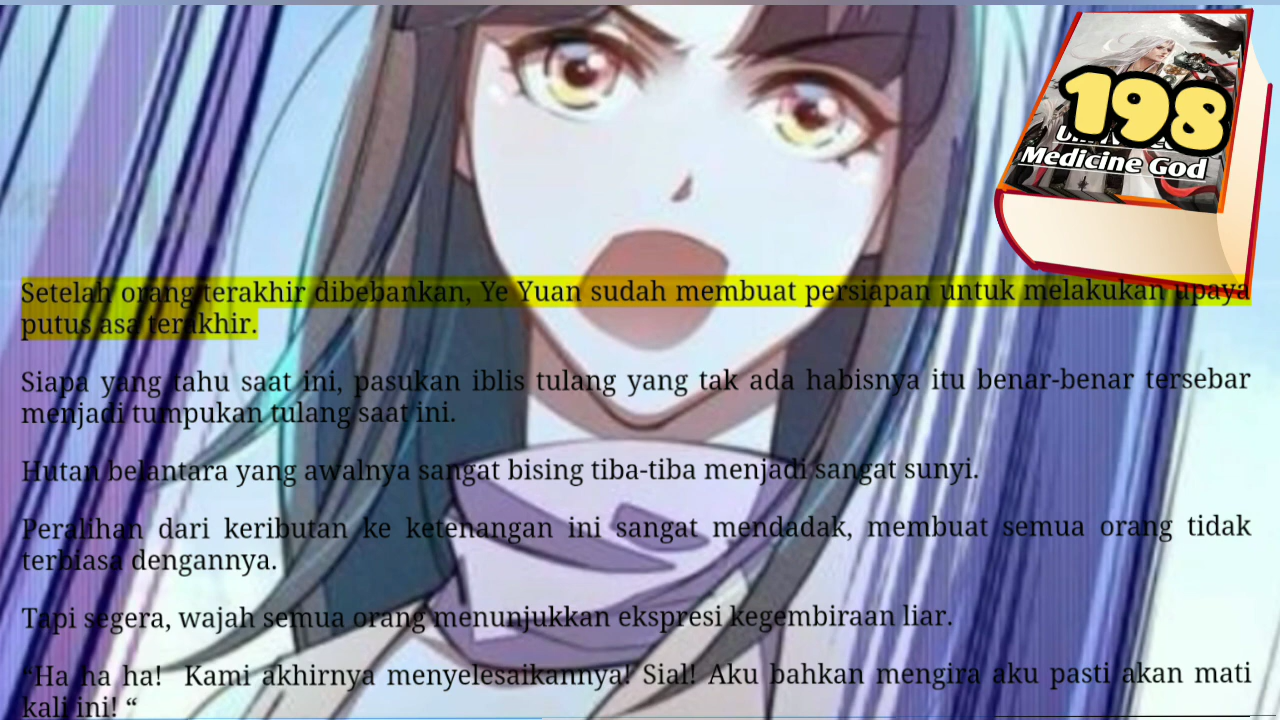 198
Medicine God
Setelah orang terakhir dibebankan, Ye Yuan sudah membuat persiapan untuk melakukan upaya
putus asa terakhir.
Siapa yang tahu saat ini, pasukan iblis tulang yang tak ada habisnya itu benar-benar tersebar
menjadi tumpukan tulang saat ini.
Hutan belantara yang awalnya sangat bising tiba-tiba menjadi sangat sunyi.
Peralihan dari keributan ke ketenangan ini sangat mendadak, membuat semua orang tidak
terbiasa dengannya.
Tapi segera, wajah semua orang menunjukkan ekspresi kegembiraan liar.
“Ha ha ha!  Kami akhirnya menyelesaikannya! Sial! Aku bahkan mengira aku pasti akan mati
kali ini! “